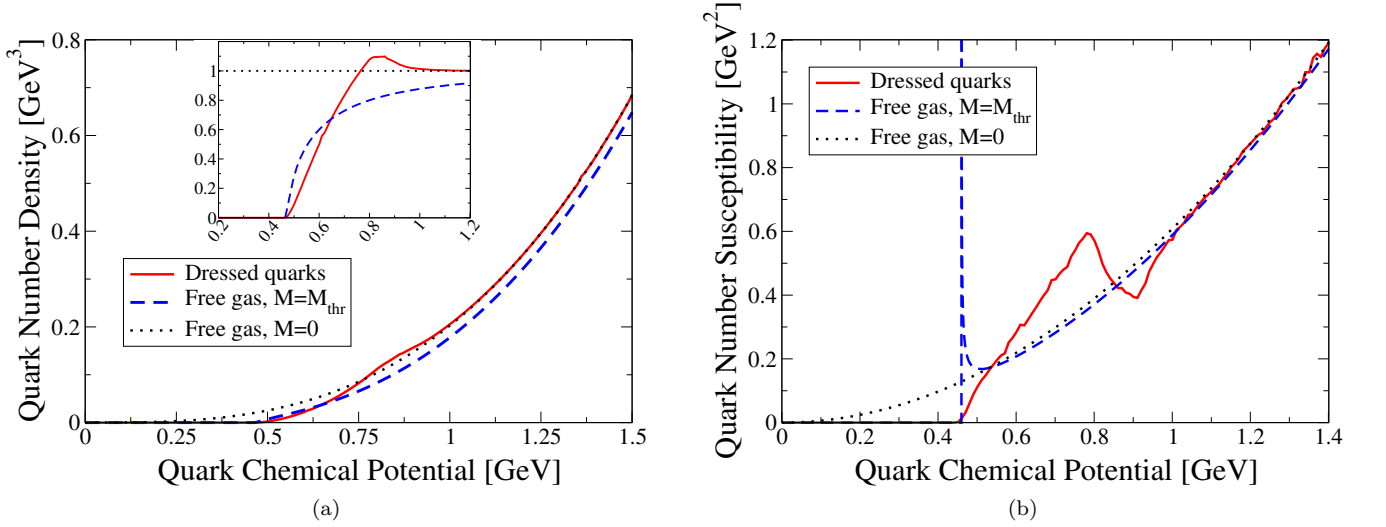 Quark Number Density [GeV³]
0.8
0.6
0.4
0.2
0
0 0.25 0.5 0.75 1 1.25 1.5
Quark Chemical Potential [GeV]
1
0.8
0.6
0.4
0.2
0
0.2 0.4 0.6 0.8 1 1.2
Dressed quarks
Free gas, M=M_thr
Free gas, M=0
(a)
Quark Number Susceptibility [GeV²]
1.2
1
0.8
0.6
0.4
0.2
0
0 0.2 0.4 0.6 0.8 1 1.2 1.4
Quark Chemical Potential [GeV]
Dressed quarks
Free gas, M=M_thr
Free gas, M=0
(b)